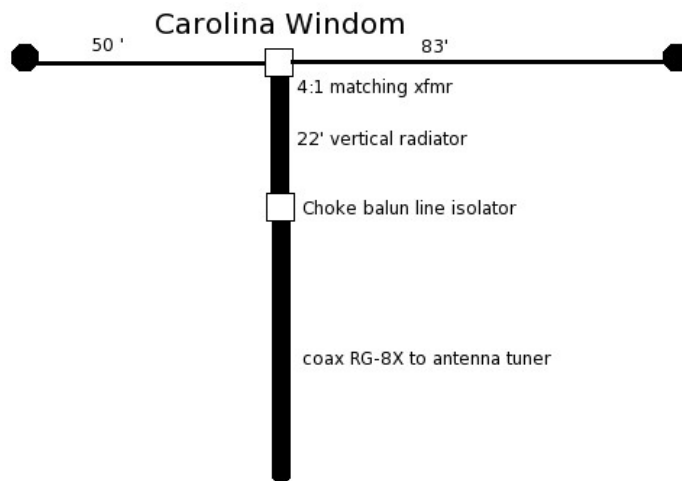 Carolina Windom
50 '
83'
4:1 matching xfmr
22' vertical radiator
Choke balun line isolator
coax RG-8X to antenna tuner